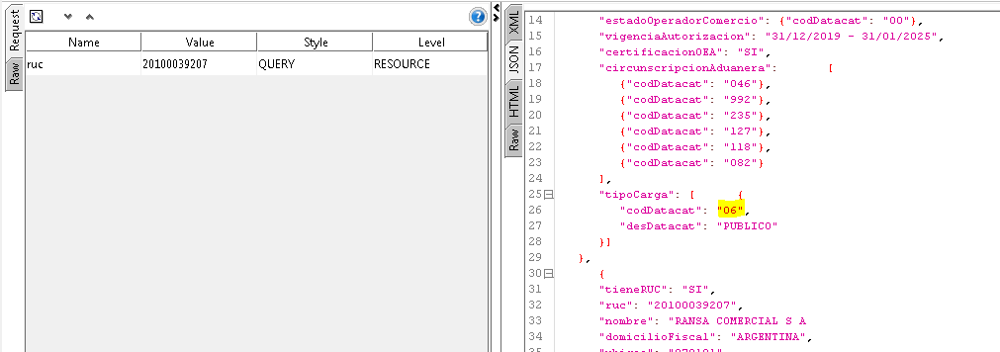 Request
Raw
Name Value Style Level
ruc 20100039207 QUERY RESOURCE
XML
JSON
HTML
Raw
14 "estadoOperadorComercio": {"codDatacat": "00"},
15 "vigenciaAutorizacion": "31/12/2019 - 31/01/2025",
16 "certificacionOEA": "SI",
17 "circunscripcionAduanera": [
18 {"codDatacat": "046"},
19 {"codDatacat": "992"},
20 {"codDatacat": "235"},
21 {"codDatacat": "127"},
22 {"codDatacat": "118"},
23 {"codDatacat": "082"}
24 ],
25 "tipoCarga": [ {
26 "codDatacat": "06",
27 "desDatacat": "PUBLICO"
28 }]
29 },
30 {
31 "tieneRUC": "SI",
32 "ruc": "20100039207",
33 "nombre": "RANSA COMERCIAL S A
34 "domicilioFiscal": "ARGENTINA",